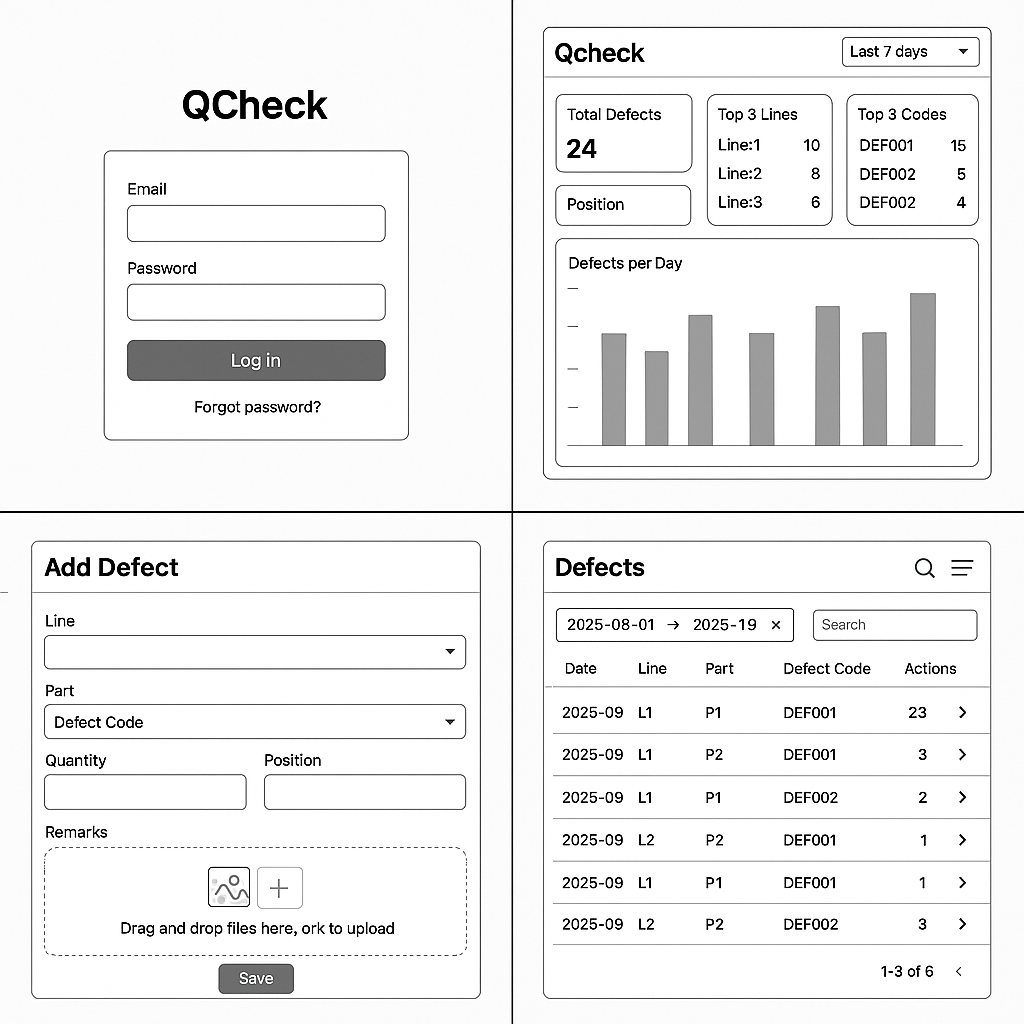 QCheck
Email
Password
Log in
Forgot password?
Qcheck
Last 7 days
Total Defects
24
Position
Top 3 Lines
Line:1 10
Line:2 8
Line:3 6
Top 3 Codes
DEF001 15
DEF002 5
DEF002 4
Defects per Day
Add Defect
Line
Part
Defect Code
Quantity Position
Remarks
Drag and drop files here, ork to upload
Save
Defects
2025-08-01 → 2025-19 ×
Search
Date Line Part Defect Code Actions
2025-09 L1 P1 DEF001 23 >
2025-09 L1 P2 DEF001 3 >
2025-09 L1 P1 DEF002 2 >
2025-09 L2 P2 DEF001 1 >
2025-09 L1 P1 DEF001 1 >
2025-09 L2 P2 DEF002 3 >
1-3 of 6 <